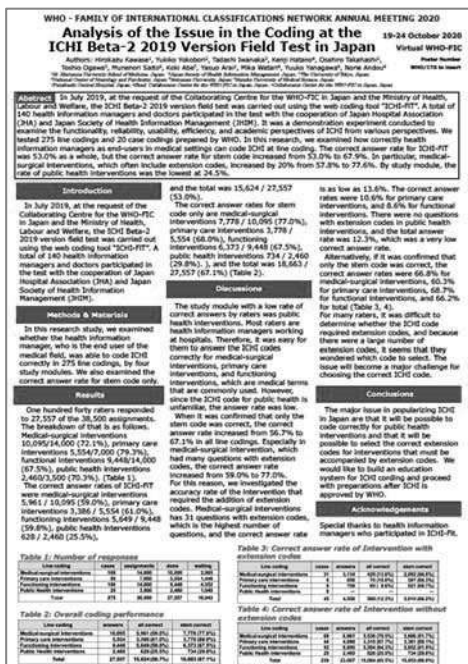 WHO - FAMILY OF INTERNATIONAL CLASSIFICATIONS NETWORK ANNUAL MEETING 2020
Analysis of the Issue in the Coding at the
ICHI Beta-2 2019 Version Field Test in Japan
19-24 October 2020
Virtual WHO-FIC
Poster Number
WHO/CTS to insert
Authors: Hirokazu Kawase¹, Yukiko Yokobori², Tadashi Iwanaka³, Kenji Hatano⁴, Osahiro Takahashi⁵,
Abstract In July 2019, at the request of the Collaborating Centre for the WHO-FIC in Japan and the Ministry of Health,
Labour and Welfare, the ICHI Beta-2 2019 version field test was carried out using the web coding tool "ICHI-FIT". A total of
140 health information managers and doctors participated in the test with the cooperation of Japan Hospital Association
(JHA) and Japan Society of Health Information Management (JHIM). It was a demonstration experiment conducted to
examine the functionality, reliability, usability, efficiency, and academic perspectives of ICHI from various perspectives. We
tested 275 line codings and 20 case codings prepared by WHO. In this research, we examined how correctly health
information managers as end-users in medical settings can code ICHI at line coding. The correct answer rate for ICHI-FIT
was 53.0% as a whole, but the correct answer rate for stem code increased from 53.0% to 67.9%. In particular, medical-
surgical interventions, which often include extension codes, increased by 20% from 57.8% to 77.6%. By study module, the
rate of public health interventions was the lowest at 24.5%.
Introduction
In July 2019, at the request of the
Collaborating Centre for the WHO-FIC
in Japan and the Ministry of Health,
Labour and Welfare, the ICHI Beta-2
2019 version field test was carried out
using the web coding tool "ICHI-FIT". A
total of 140 health information
managers and doctors participated in
the test with the cooperation of Japan
Hospital Association (JHA) and Japan
Society of Health Information
Management (JHIM).
Methods & Materials
In this research study, we examined
whether the health information
manager, who is the end user of the
medical field, was able to code ICHI
correctly in 275 line codings, by four
study modules. We also examined the
correct answer rate for stem code only.
Results
One hundred forty raters responded
to 27,557 of the 38,500 assignments.
The breakdown of that is as follows.
Medical-surgical interventions
10,095/14,000 (72.1%), primary care
interventions 5,554/7,000 (79.3%),
functioning interventions 9,448/14,000
(67.5%), public health interventions
2,460/3,500 (70.3%). (Table 1).
The correct answer rates of ICHI-FIT
were medical-surgical interventions
5,961 / 10,095 (59.0%), primary care
interventions 3,386 / 5,554 (61.0%),
functioning interventions 5,649 / 9,448
(59.8%), public health interventions
628 / 2,460 (25.5%),
and the total was 15,624 / 27,557
(53.0%).
The correct answer rates for stem
code only are medical-surgical
interventions 7,778 / 10,095 (77.0%),
primary care interventions 3,778 /
5,554 (68.0%), functioning
interventions 6,373 / 9,448 (67.5%),
public health interventions 734 / 2,460
(29.8%). ), and the total was 18,663 /
27,557 (67.1%) (Table 2).
Discussions
The study module with a low rate of
correct answers by raters was public
health interventions. Most raters are
health information managers working
at hospitals. Therefore, it was easy for
them to answer the ICHI codes
correctly for medical-surgical
interventions, primary care
interventions, and functioning
interventions, which are medical terms
that are commonly used. However,
since the ICHI code for public health is
unfamiliar, the answer rate was low.
When it was confirmed that only the
stem code was correct, the correct
answer rate increased from 56.7% to
67.1% in all line codings. Especially in
medical-surgical intervention, which
had many questions with extension
codes, the correct answer rate
increased from 59.0% to 77.0%.
For this reason, we investigated the
accuracy rate of the intervention that
required the addition of extension
codes. Medical-surgical interventions
has 31 questions with extension codes,
which is the highest number of
questions, and the correct answer rate
is as low as 13.6%. The correct answer
rates were 10.6% for primary care
interventions, and 8.6% for functional
interventions. There were no questions
with extension codes in public health
interventions, and the total answer
rate was 12.3%, which was a very low
correct answer rate.
Alternatively, if it was confirmed that
only the stem code was correct, the
correct answer rates were 66.8% for
medical-surgical interventions, 60.3%
for primary care interventions, 68.7%
for functional interventions, and 66.2%
for total (Table 3, 4).
For many raters, it was difficult to
determine whether the ICHI code
required extension codes, and because
there were a large number of
extension codes, it seems that they
wondered which code to select. The
issue will become a major challenge for
choosing the correct ICHI code.
Conclusions
The major issue in popularizing ICHI
in Japan are that it will be possible to
code correctly for public health
interventions and that it will be
possible to select the correct extension
codes for interventions that must be
accompanied by extension codes. We
would like to build an education
system for ICHI cording and proceed
with preparations after ICHI is
approved by WHO.
Acknowledgements
Special thanks to health information
managers who participated in ICHI-Fit.
Table 1: Number of responses
Table 2: Overall coding performance
Table 3: Correct answer rate of Intervention with
extension codes
Table 4: Correct answer rate of Intervention without
extension codes